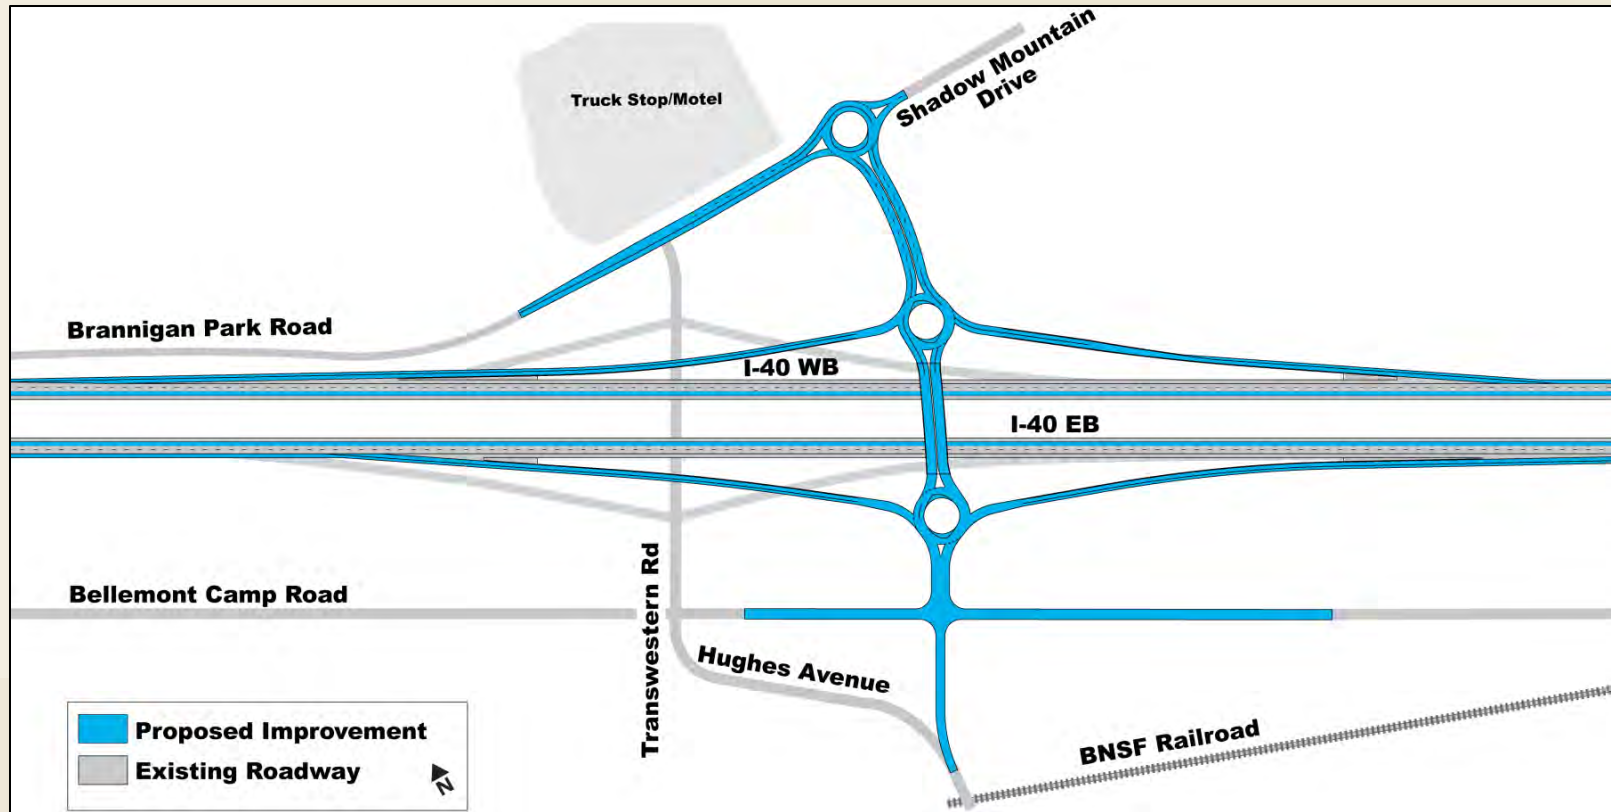 Truck Stop/Motel
Shadow Mountain
Drive
Brannigan Park Road
I-40 WB
I-40 EB
Bellemont Camp Road
Transwestern Rd
Hughes Avenue
BNSF Railroad
Proposed Improvement
Existing Roadway
N